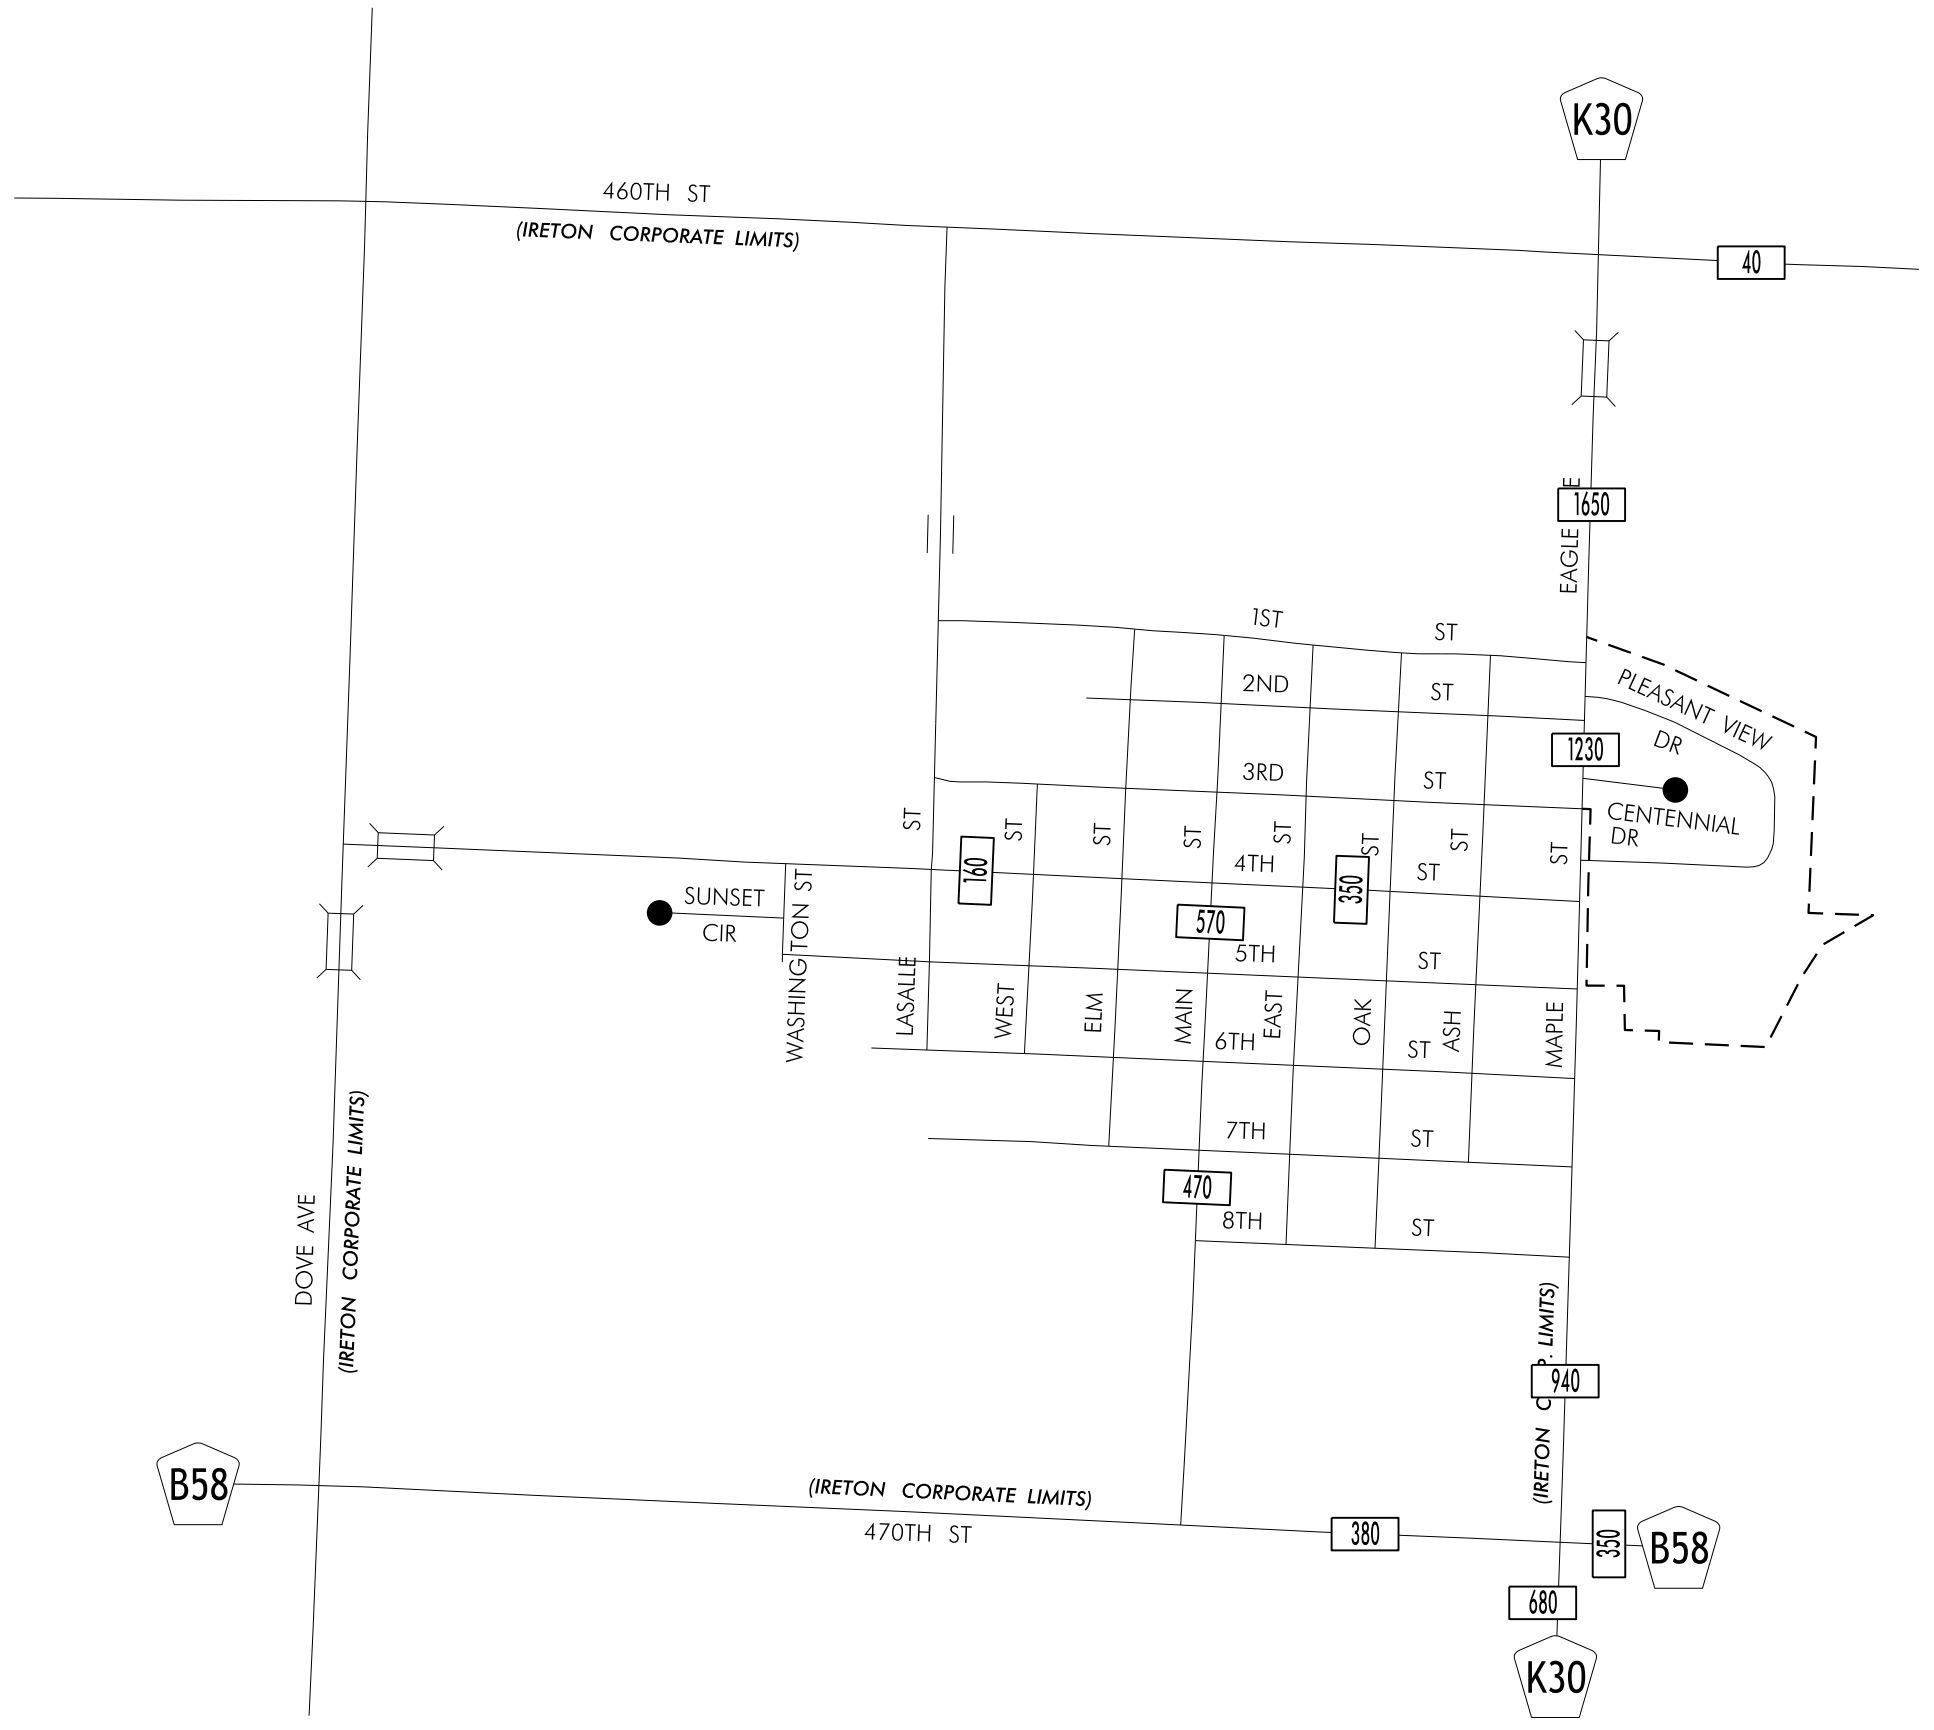 K30
460TH ST
(IRETON CORPORATE LIMITS)
40
1650
EAGLE
1ST ST
2ND ST
PLEASANT VIEW
DR
1230
3RD ST
CENTENNIAL
DR
ST ST ST ST ST ST ST ST
160
4TH ST
350
SUNSET
CIR
570
5TH ST
WASHINGTON ST
LASALLE
WEST
ELM
MAIN
EAST
OAK
ASH
MAPLE
6TH ST
7TH ST
470
8TH ST
DOVE AVE
(IRETON CORPORATE LIMITS)
940
LIMITS)
(IRETON
B58
(IRETON CORPORATE LIMITS)
470TH ST
380
350
B58
680
K30